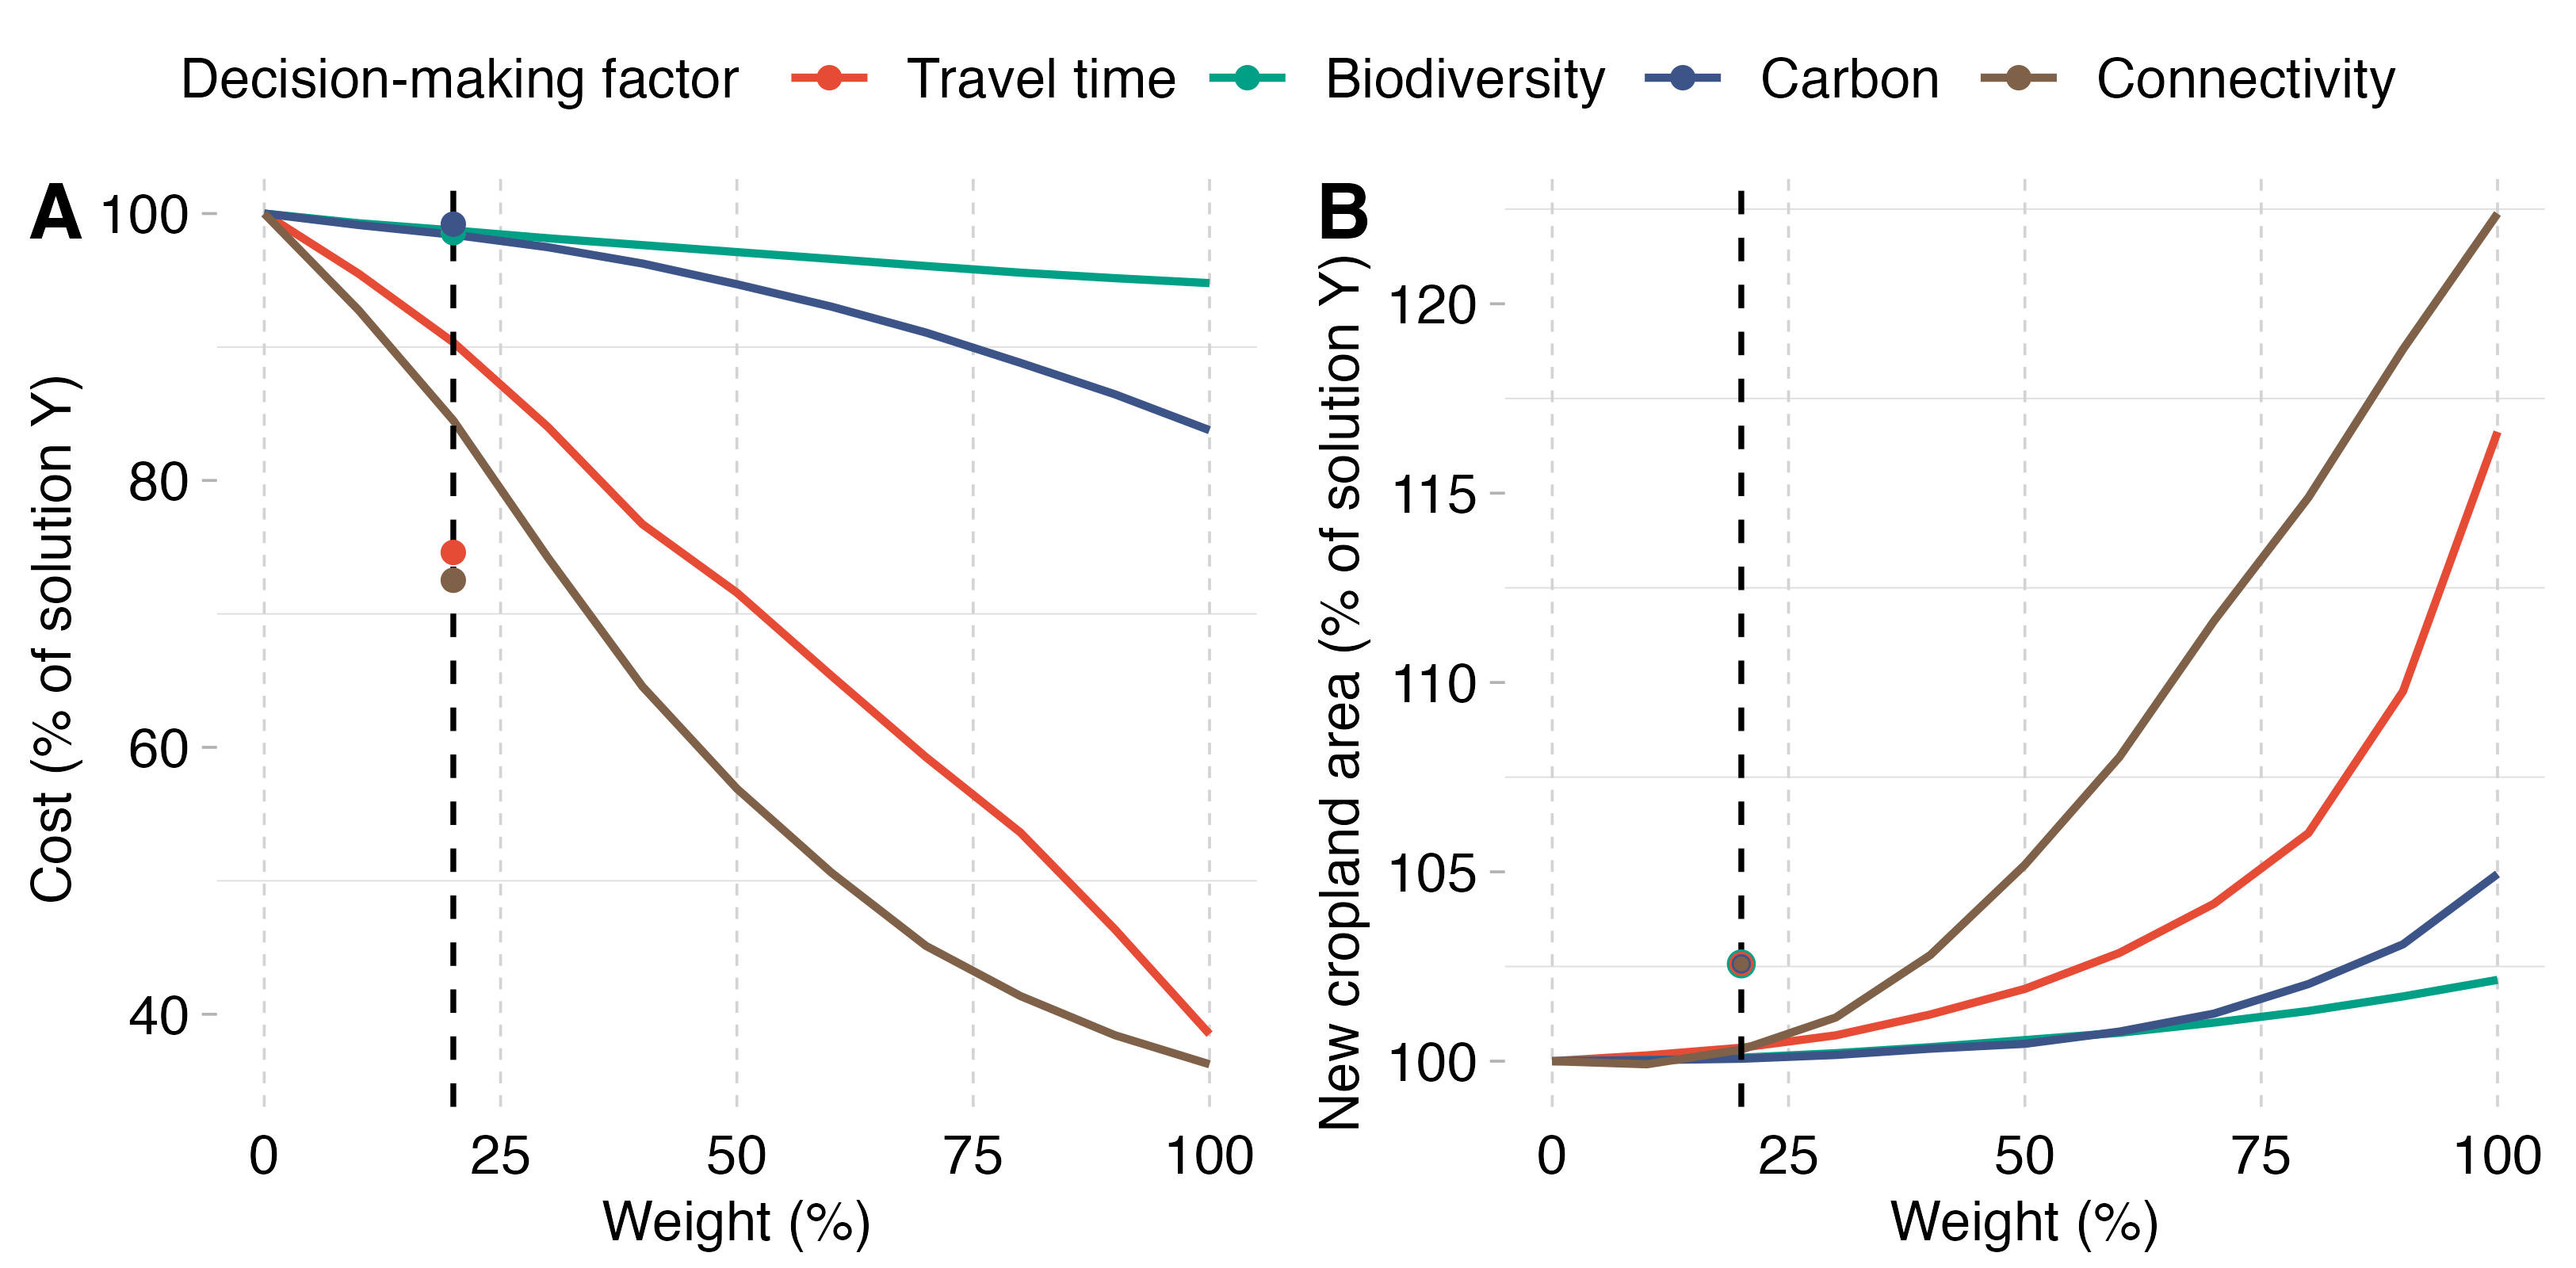 Decision-making factor Travel time Biodiversity Carbon Connectivity
A
Cost (% of solution Y)
100
80
60
40
0 25 50 75 100
Weight (%)
B
New cropland area (% of solution Y)
120
115
110
105
100
0 25 50 75 100
Weight (%)